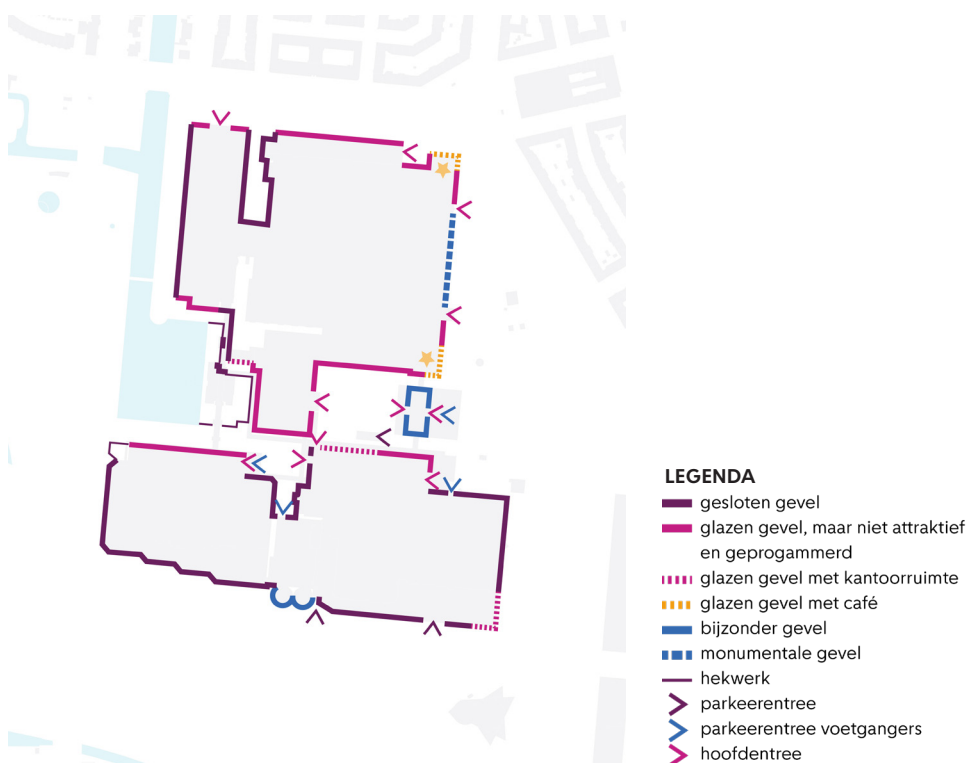 LEGENDA
gesloten gevel
glazen gevel, maar niet attraktief
en geprogammerd
glazen gevel met kantoorruimte
glazen gevel met café
bijzonder gevel
monumentale gevel
hekwerk
parkeerentree
parkeerentree voetgangers
hoofdentree